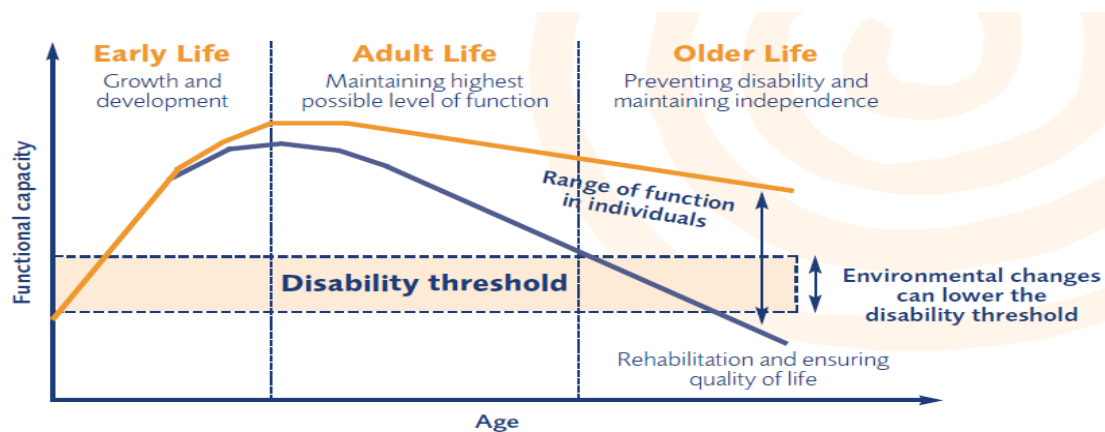 Early Life
Growth and
development
Adult Life
Maintaining highest
possible level of function
Older Life
Preventing disability and
maintaining independence
Functional capacity
Range of function
in individuals
Disability threshold
Environmental changes
can lower the
disability threshold
Rehabilitation and ensuring
quality of life
Age